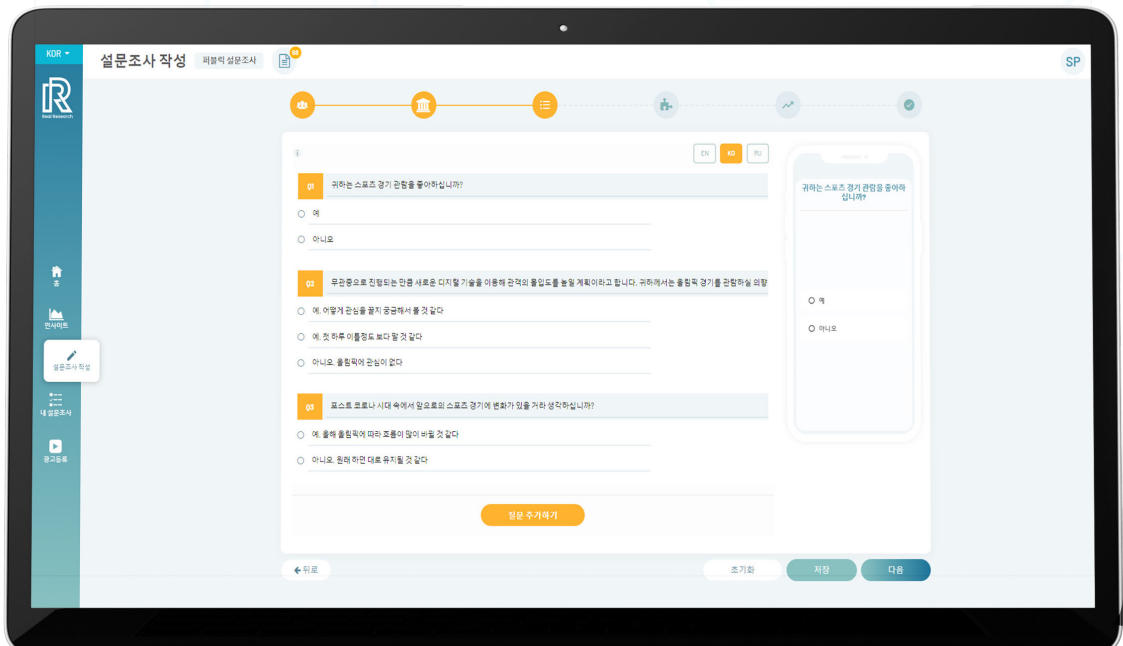 KOR
설문조사 작성
퍼블릭 설문조사
SP
R
Real Research
EN
KO
RU
Q1
귀하는 스포츠 경기 관람을 좋아하십니까?
예
아니오
Q2
무관중으로 진행되는 만큼 새로운 디지털 기술을 이용해 관객의 몰입도를 높일 계획이라고 합니다. 귀하께서는 올림픽 경기를 관람하실 의향
예. 어떻게 관심을 끌지 궁금해서 볼 것 같다
예. 첫 하루 이틀정도 보다 말 것 같다
아니오. 올림픽에 관심이 없다
Q3
포스트 코로나 시대 속에서 앞으로의 스포츠 경기에 변화가 있을 거라 생각하십니까?
예. 올해 올림픽에 따라 흐름이 많이 바뀔 것 같다
아니오. 원래 하면 대로 유지될 것 같다
질문 추가하기
귀하는 스포츠 경기 관람을 좋아하
십니까?
예
아니오
홈
인사이트
설문조사 작성
내 설문조사
광고등록
뒤로
초기화
저장
다음